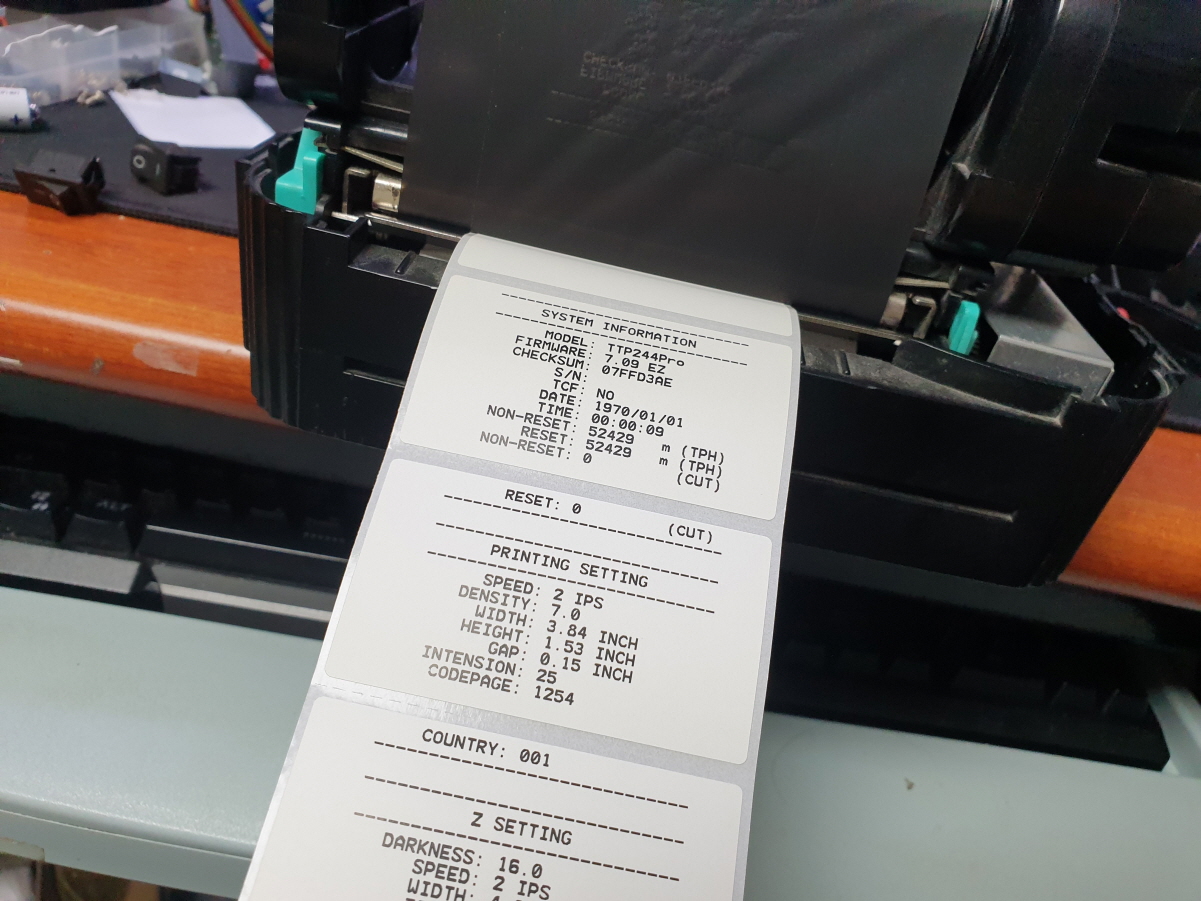 SYSTEM INFORMATION
MODEL: TTP244Pro
FIRMWARE: 7.09 EZ
CHECKSUM: 07FFD3AE
S/N:
TCF: NO
DATE: 1970/01/01
TIME: 00:00:09
NON-RESET: 52429 m (TPH)
RESET: 52429 m (TPH)
NON-RESET: 0 (CUT)
RESET: 0 (CUT)
PRINTING SETTING
SPEED: 2 IPS
DENSITY: 7.0
WIDTH: 3.84 INCH
HEIGHT: 1.53 INCH
GAP: 0.15 INCH
INTENSION: 25
CODEPAGE: 1254
COUNTRY: 001
Z SETTING
DARKNESS: 16.0
SPEED: 2 IPS
WIDTH: